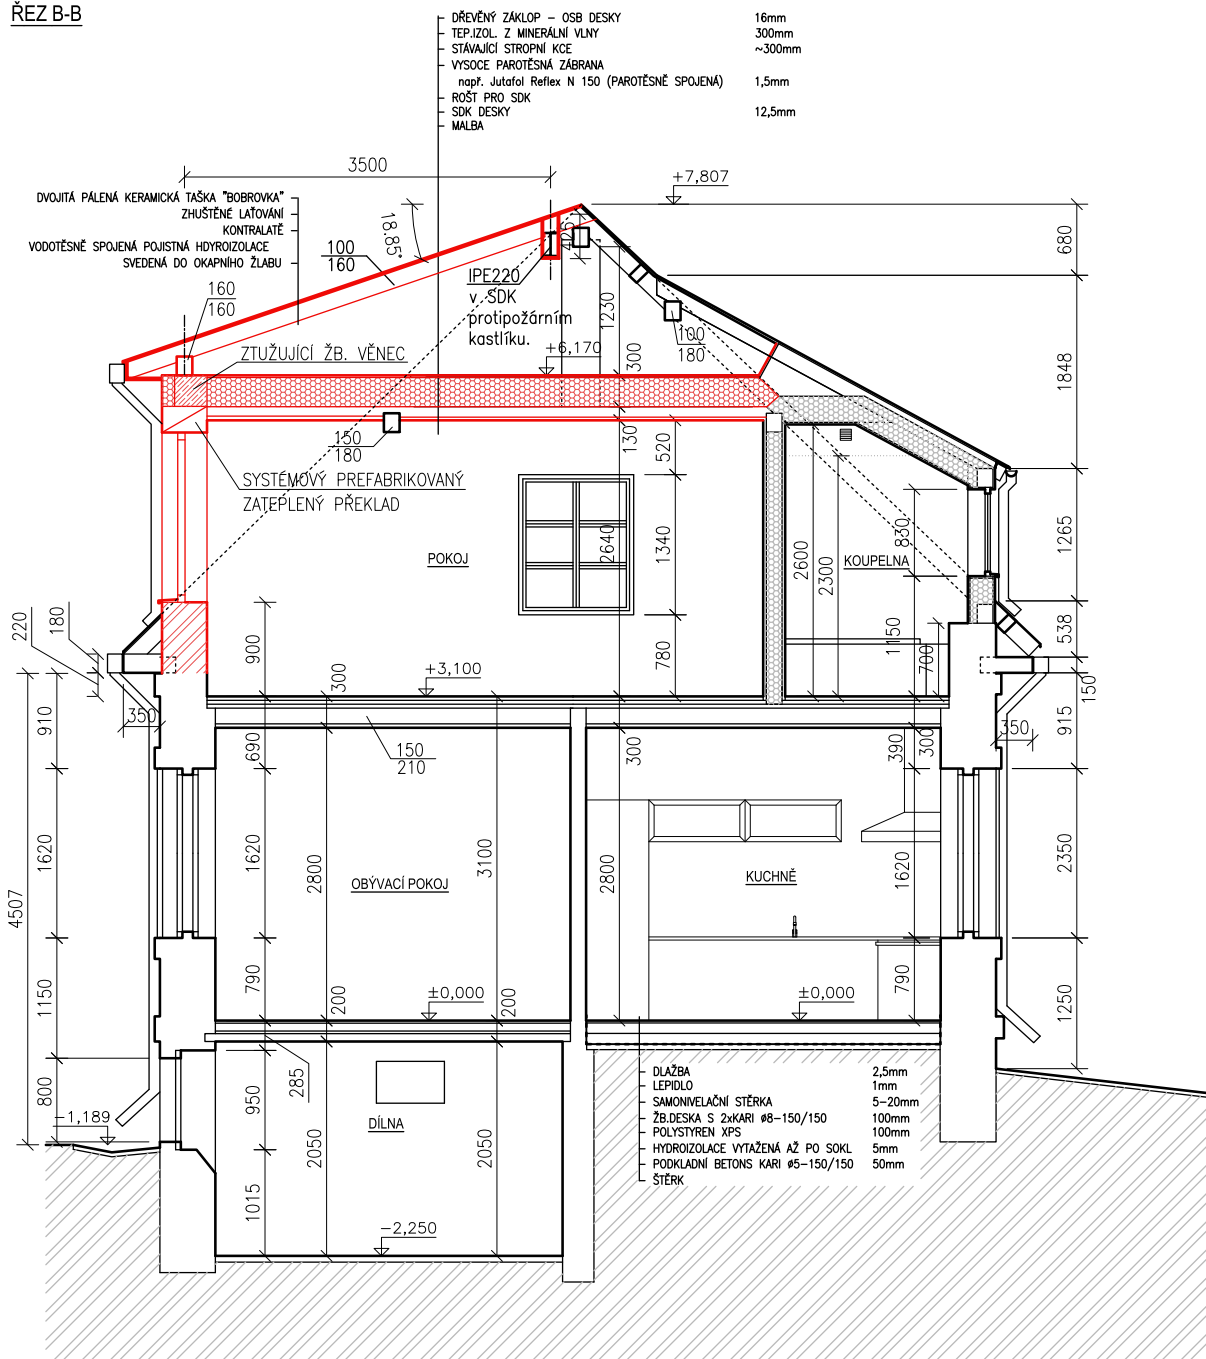 ŘEZ B-B
DŘEVĚNÝ ZÁKLOP – OSB DESKY 16mm
TEP.IZOL. Z MINERÁLNÍ VLNY 300mm
STÁVAJÍCÍ STROPNÍ KCE ~300mm
VYSOCE PAROTĚSNÁ ZÁBRANA
např. Jutafol Reflex N 150 (PAROTĚSNĚ SPOJENÁ) 1,5mm
ROŠT PRO SDK
SDK DESKY 12,5mm
MALBA
3500
+7,807
DVOJITÁ PÁLENÁ KERAMICKÁ TAŠKA "BOBROVKA"
ZHUŠTĚNÉ LAŤOVÁNÍ
KONTRALATĚ
VODOTĚSNĚ SPOJENÁ POJISTNÁ HDYROIZOLACE
SVEDENÁ DO OKAPNÍHO ŽLABU
18.85°
100
160
425
680
160
160
IPE220
v SDK
protipožárním
kastlíku.
1230
100
180
300
+6,170
1848
ZTUŽUJÍCÍ ŽB. VĚNEC
150
180
130
520
SYSTÉMOVÝ PREFABRIKOVANÝ
ZATEPLENÝ PŘEKLAD
2640
1340
2600
2300
830
1265
POKOJ
KOUPELNA
220
180
900
300
+3,100
780
1150
700
538
150
910
350
690
150
210
300
390
300
350
915
4507
1620
1620
2800
3100
2800
1620
2350
OBÝVACÍ POKOJ
KUCHNĚ
1150
790
200
±0,000
200
±0,000
790
1250
800
-1,189
950
285
2050
2050
DÍLNA
1015
-2,250
DLAŽBA 2,5mm
LEPIDLO 1mm
SAMONIVELAČNÍ STĚRKA 5-20mm
ŽB.DESKA S 2xKARI ø8-150/150 100mm
POLYSTYREN XPS 100mm
HYDROIZOLACE VYTAŽENÁ AŽ PO SOKL 5mm
PODKLADNÍ BETONS KARI ø5-150/150 50mm
ŠTĚRK